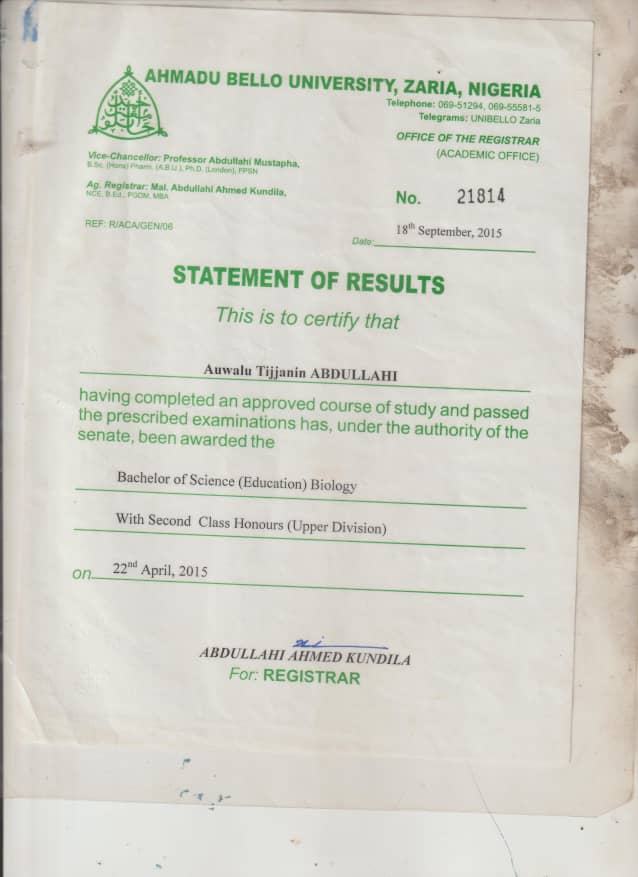 AHMADU BELLO UNIVERSITY, ZARIA, NIGERIA
Telephone: 069-51294, 069-55581-5
Telegrams: UNIBELLO Zaria
OFFICE OF THE REGISTRAR
(ACADEMIC OFFICE)
Vice-Chancellor: Professor Abdullahi Mustapha,
B.Sc. (Hons) Pharm. (A.B.U.), Ph.D. (London), FPSN
Ag. Registrar: Mal. Abdullahi Ahmed Kundila,
NCE, B.Ed., PGDM, MBA
No. 21814
REF: R/ACA/GEN/06
Date: 18th September, 2015
STATEMENT OF RESULTS
This is to certify that
Auwalu Tijjanin ABDULLAHI
having completed an approved course of study and passed
the prescribed examinations has, under the authority of the
senate, been awarded the
Bachelor of Science (Education) Biology
With Second Class Honours (Upper Division)
on 22nd April, 2015
ABDULLAHI AHMED KUNDILA
For: REGISTRAR